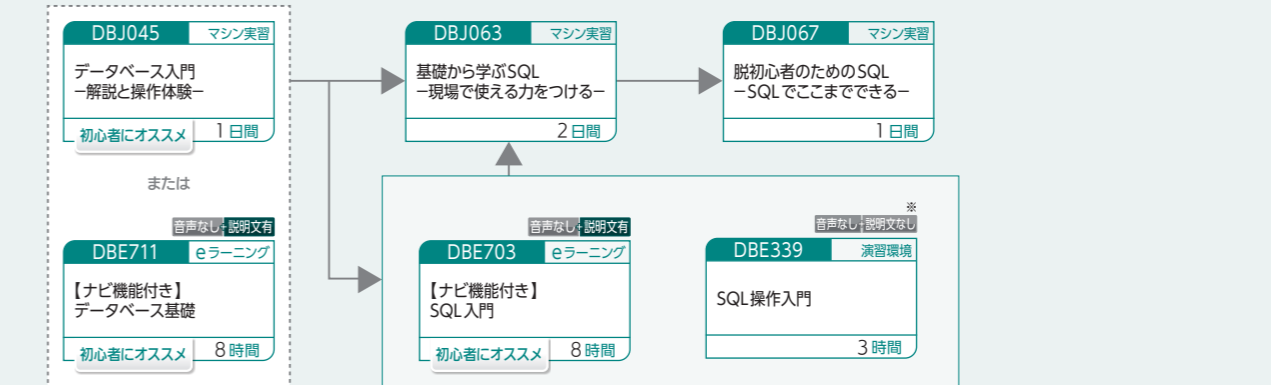 DBJ045 マシン実習
データベース入門
－解説と操作体験－
初心者にオススメ 1日間
または
音声なし+説明文有
DBE711 eラーニング
【ナビ機能付き】
データベース基礎
初心者にオススメ 8時間
DBJ063 マシン実習
基礎から学ぶSQL
－現場で使える力をつける－
2日間
DBJ067 マシン実習
脱初心者のためのSQL
－SQLでここまでできる－
1日間
音声なし+説明文有
DBE703 eラーニング
【ナビ機能付き】
SQL入門
初心者にオススメ 8時間
※
音声なし+説明文なし
DBE339 演習環境
SQL操作入門
3時間